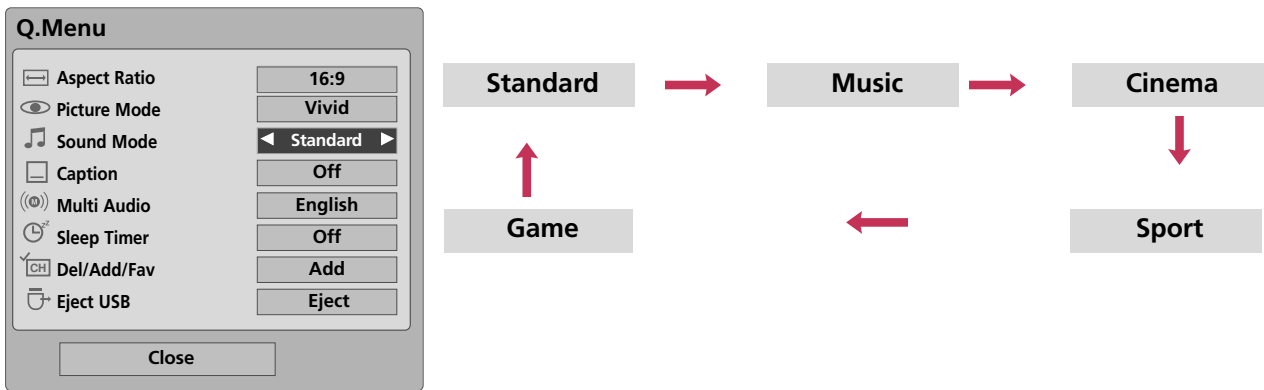 Q.Menu
Aspect Ratio 16:9
Picture Mode Vivid
Sound Mode ◀ Standard ▶
Caption Off
Multi Audio English
Sleep Timer Off
Del/Add/Fav Add
Eject USB Eject
Close
Standard Music Cinema
Game Sport